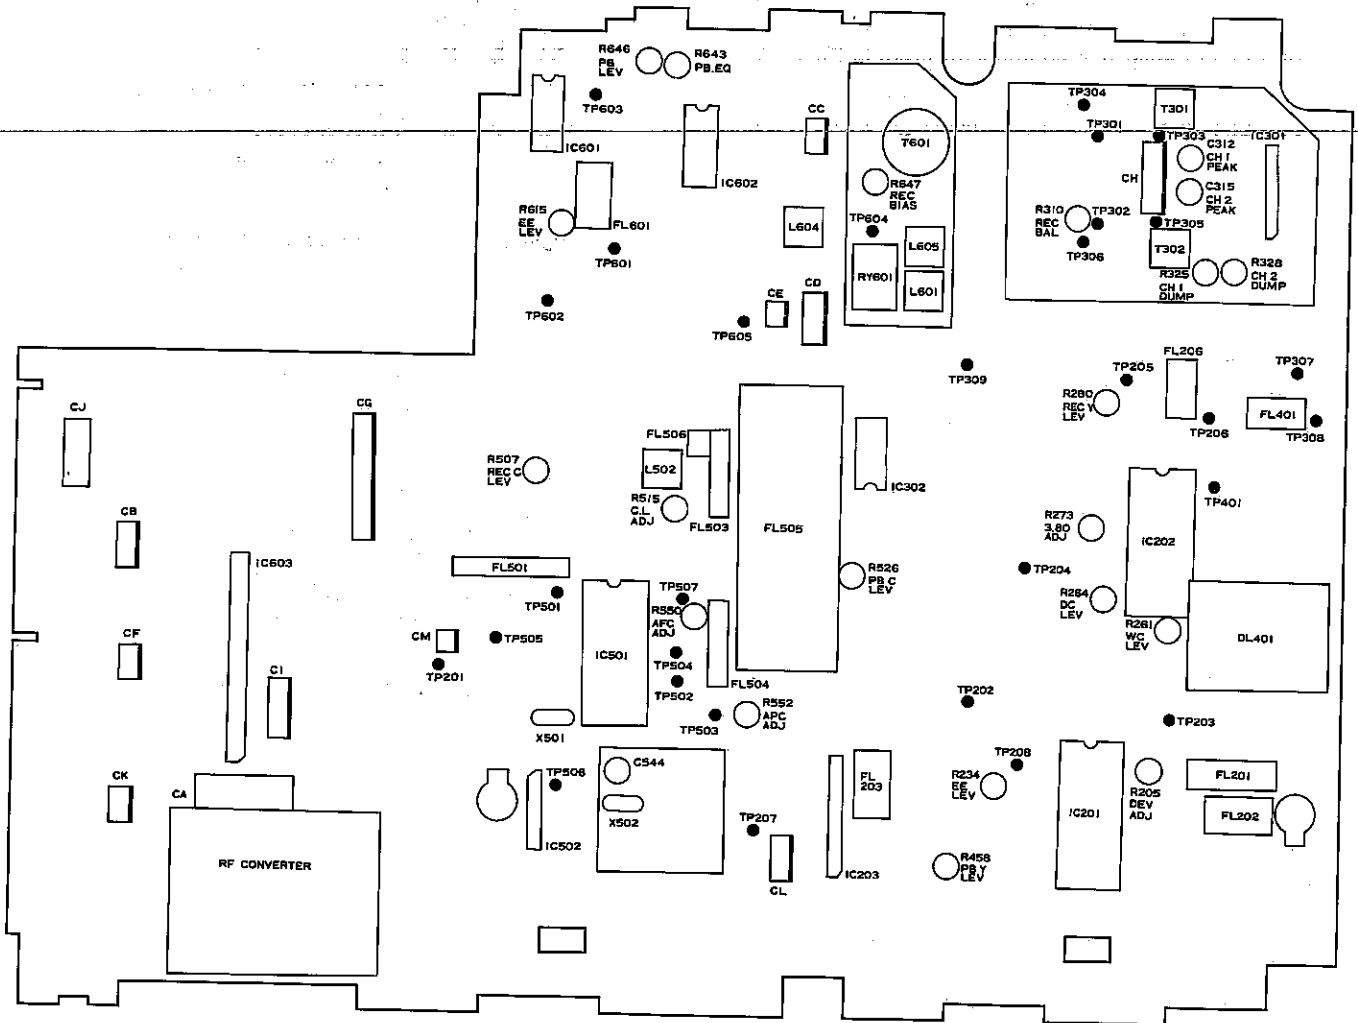 R646
PB
LEV
R643
PB.EQ
TP603
IC601
IC602
CC
R615
EE
LEV
FL601
TP601
TP602
L604
CE
CD
TP605
T601
R647
REC
BIAS
TP604
L605
RY601
L601
TP304
T301
TP301
TP303
IC301
C312
CH 1
PEAK
CH
C315
CH 2
PEAK
R310
REC
BAL
TP302
TP305
TP306
T302
R325
CH 1
DUMP
R328
CH 2
DUMP
TP309
FL206
TP205
TP307
R280
REC Y
LEV
FL401
TP206
TP308
CJ
CG
R507
REC C
LEV
FL506
L502
R515
C.L
ADJ
FL503
FL505
IC302
TP401
R273
3.80
ADJ
IC202
CB
IC603
FL501
TP501
TP507
R550
AFC
ADJ
R526
PB C
LEV
TP204
R264
DC
LEV
R261
WC
LEV
DL401
CF
CM
TP505
IC501
TP504
TP201
CI
TP502
FL504
R552
APC
ADJ
TP503
X501
TP202
TP203
TP208
R234
EE
LEV
CK
CA
TP506
C544
X502
IC502
FL
203
TP207
IC201
R205
DEV
ADJ
FL201
FL202
RF CONVERTER
CL
IC203
R458
PB Y
LEV